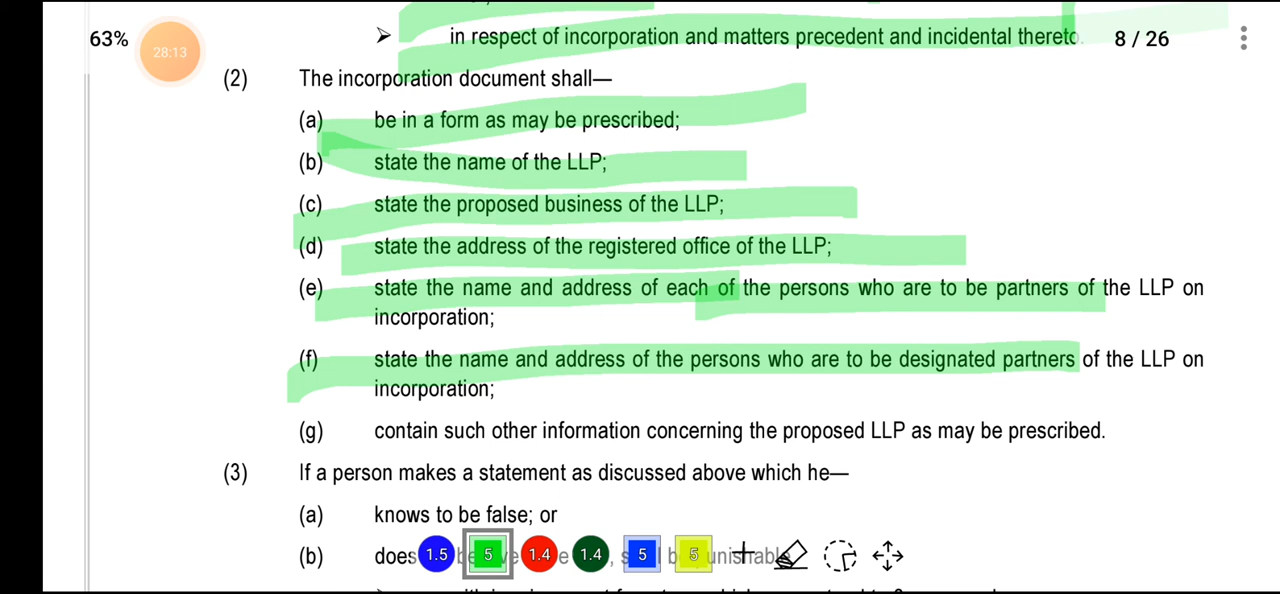 63%
28:13
➤ in respect of incorporation and matters precedent and incidental thereto.
8 / 26
(2) The incorporation document shall—
(a) be in a form as may be prescribed;
(b) state the name of the LLP;
(c) state the proposed business of the LLP;
(d) state the address of the registered office of the LLP;
(e) state the name and address of each of the persons who are to be partners of the LLP on
incorporation;
(f) state the name and address of the persons who are to be designated partners of the LLP on
incorporation;
(g) contain such other information concerning the proposed LLP as may be prescribed.
(3) If a person makes a statement as discussed above which he—
(a) knows to be false; or
(b) does
1.5 5 1.4 1.4 5 5